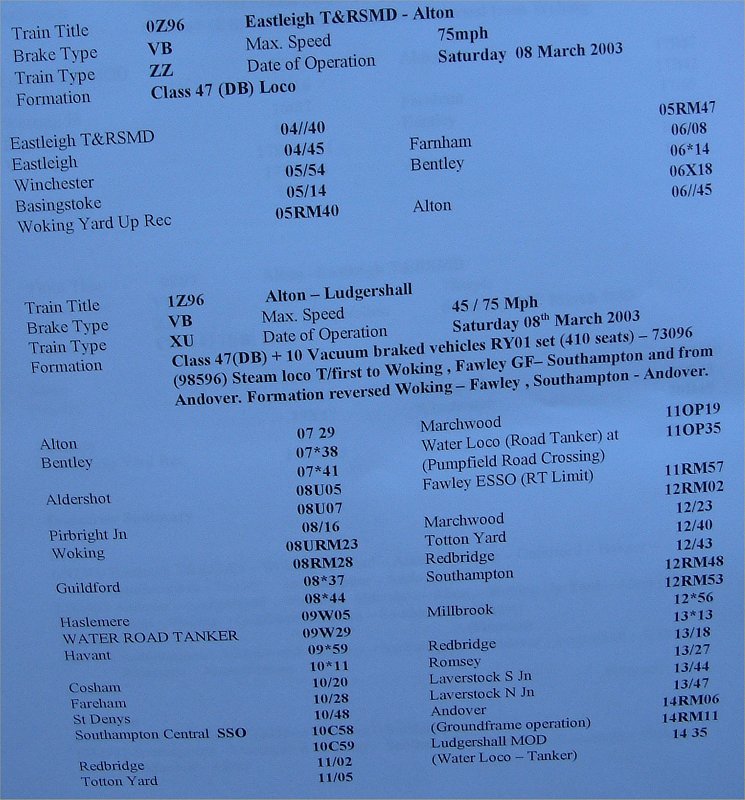 Train Title 0Z96 Eastleigh T&RSMD - Alton
Brake Type VB Max. Speed 75mph
Train Type ZZ Date of Operation Saturday 08 March 2003
Formation Class 47 (DB) Loco
Eastleigh T&RSMD 04//40
Eastleigh 04/45
Winchester 05/54
Basingstoke 05/14
Woking Yard Up Rec 05RM40
05RM47
Farnham 06/08
Bentley 06*14
06X18
Alton 06//45
Train Title 1Z96 Alton – Ludgershall
Brake Type VB Max. Speed 45 / 75 Mph
Train Type XU Date of Operation Saturday 08th March 2003
Formation Class 47(DB) + 10 Vacuum braked vehicles RY01 set (410 seats) – 73096
(98596) Steam loco T/first to Woking , Fawley GF– Southampton and from
Andover. Formation reversed Woking – Fawley , Southampton - Andover.
Alton 07 29
Bentley 07*38
07*41
Aldershot 08U05
08U07
Pirbright Jn 08/16
Woking 08URM23
08RM28
Guildford 08*37
08*44
Haslemere 09W05
WATER ROAD TANKER 09W29
Havant 09*59
10*11
Cosham 10/20
Fareham 10/28
St Denys 10/48
Southampton Central SSO 10C58
10C59
Redbridge 11/02
Totton Yard 11/05
Marchwood 11OP19
Water Loco (Road Tanker) at 11OP35
(Pumpfield Road Crossing)
Fawley ESSO (RT Limit) 11RM57
12RM02
Marchwood 12/23
Totton Yard 12/40
Redbridge 12/43
Southampton 12RM48
12RM53
Millbrook 12*56
13*13
Redbridge 13/18
Romsey 13/27
Laverstock S Jn 13/44
Laverstock N Jn 13/47
Andover 14RM06
(Groundframe operation) 14RM11
Ludgershall MOD 14 35
(Water Loco – Tanker)